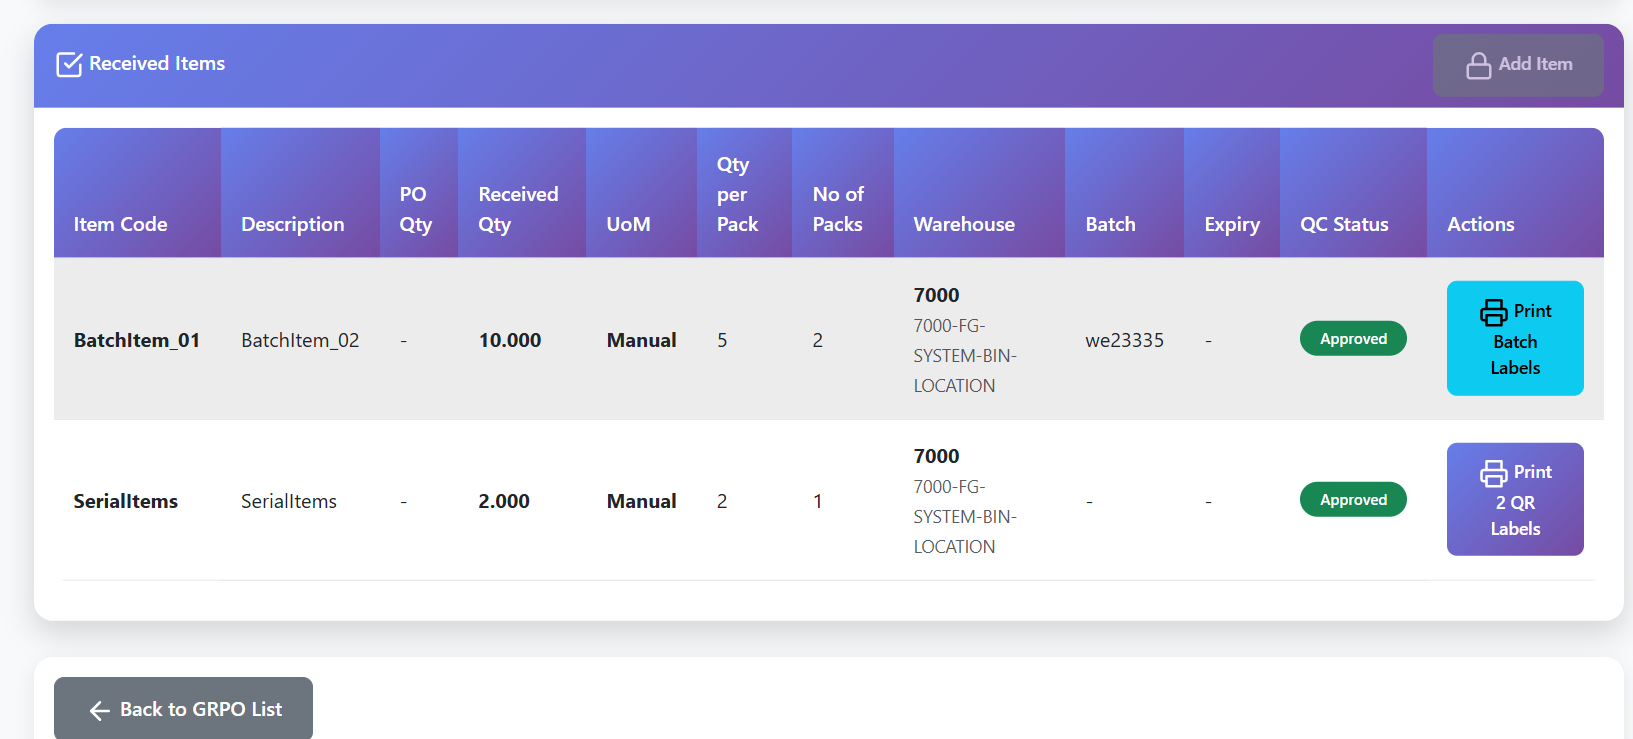 Received Items
Add Item
Item Code
Description
PO
Qty
Received
Qty
UoM
Qty
per
Pack
No of
Packs
Warehouse
Batch
Expiry
QC Status
Actions
BatchItem_01
BatchItem_02
-
10.000
Manual
5
2
7000
7000-FG-
SYSTEM-BIN-
LOCATION
we23335
-
Approved
Print
Batch
Labels
SerialItems
SerialItems
-
2.000
Manual
2
1
7000
7000-FG-
SYSTEM-BIN-
LOCATION
-
-
Approved
Print
2 QR
Labels
Back to GRPO List